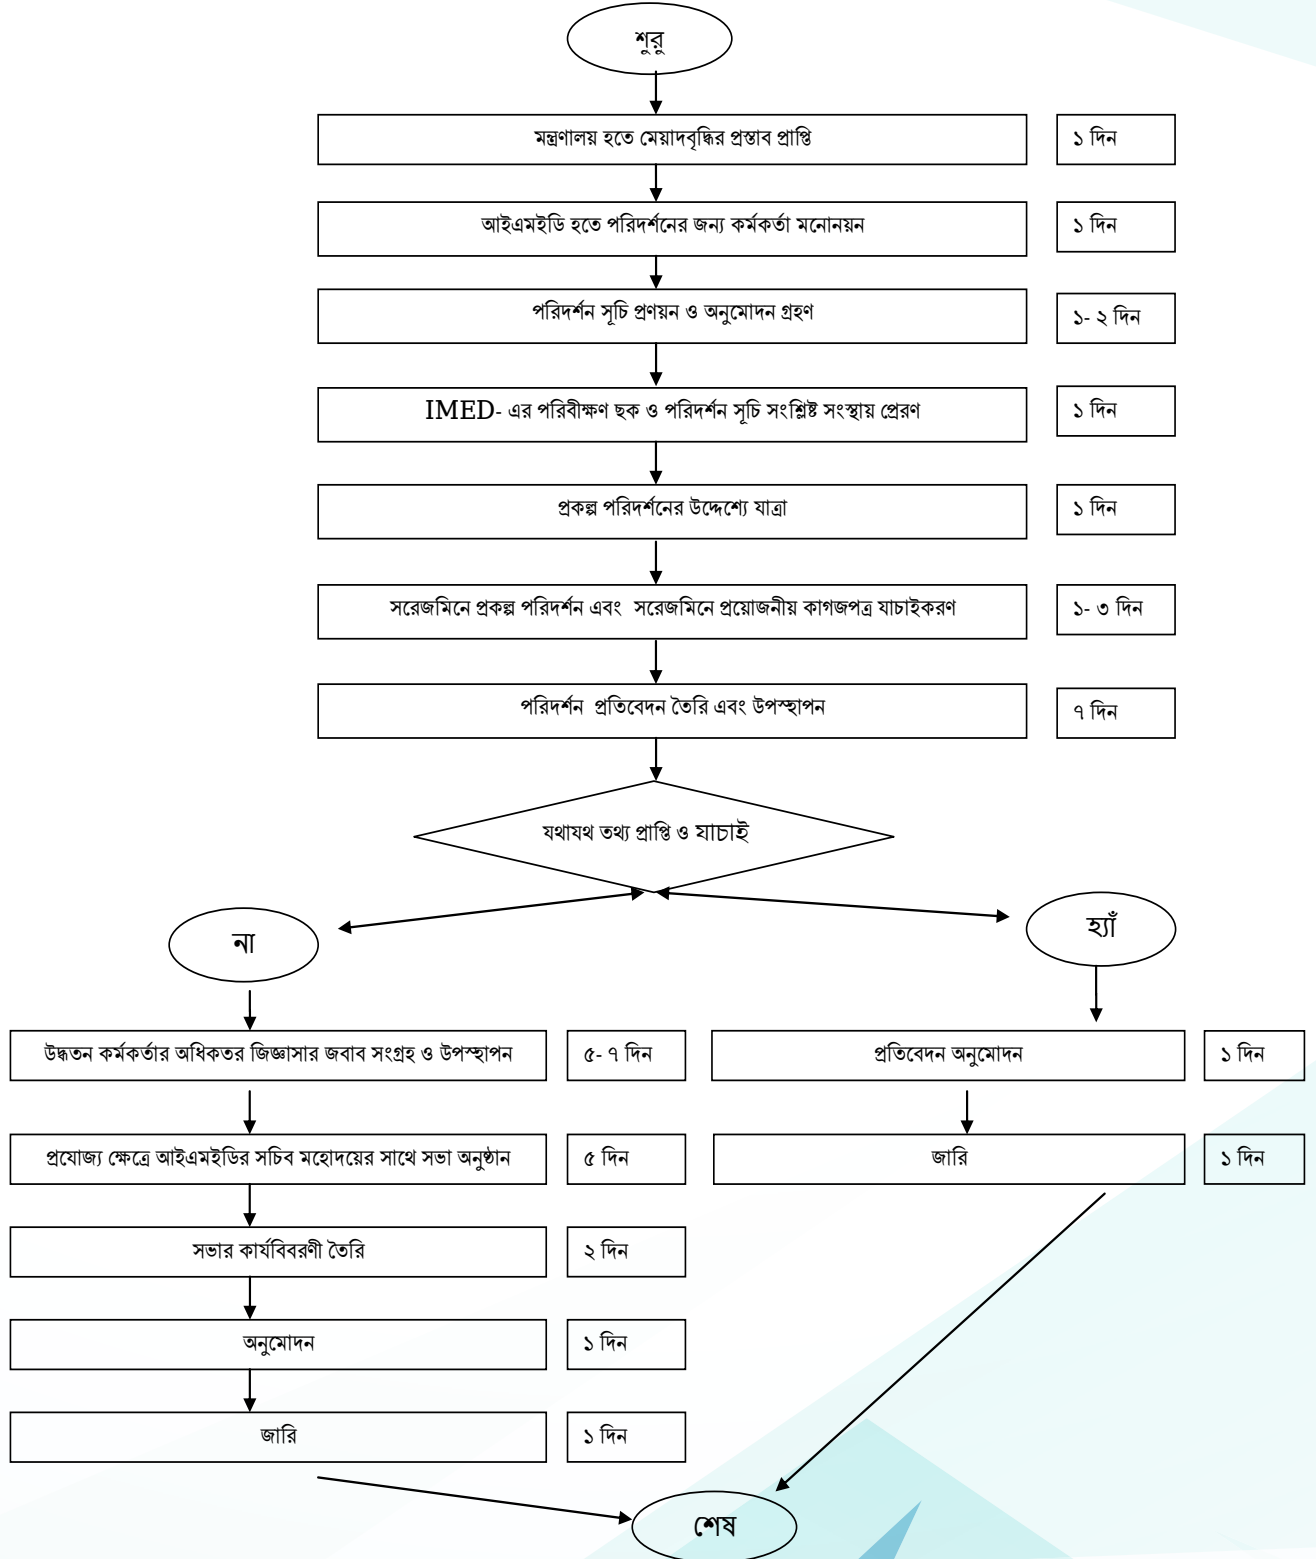 শুরু
মন্ত্রণালয় হতে মেয়াদবৃদ্ধির প্রস্তাব প্রাপ্তি
১ দিন
আইএমইডি হতে পরিদর্শনের জন্য কর্মকর্তা মনোনয়ন
১ দিন
পরিদর্শন সূচি প্রণয়ন ও অনুমোদন গ্রহণ
১- ২ দিন
IMED- এর পরিবীক্ষণ ছক ও পরিদর্শন সূচি সংশ্লিষ্ট সংস্থায় প্রেরণ
১ দিন
প্রকল্প পরিদর্শনের উদ্দেশ্যে যাত্রা
১ দিন
সরেজমিনে প্রকল্প পরিদর্শন এবং সরেজমিনে প্রয়োজনীয় কাগজপত্র যাচাইকরণ
১- ৩ দিন
পরিদর্শন প্রতিবেদন তৈরি এবং উপস্হাপন
৭ দিন
যথাযথ তথ্য প্রাপ্তি ও যাচাই
না
হ্যাঁ
উদ্ধতন কর্মকর্তার অধিকতর জিজ্ঞাসার জবাব সংগ্রহ ও উপস্হাপন
৫- ৭ দিন
প্রতিবেদন অনুমোদন
১ দিন
প্রযোজ্য ক্ষেত্রে আইএমইডির সচিব মহোদয়ের সাথে সভা অনুষ্ঠান
৫ দিন
জারি
১ দিন
সভার কার্যবিবরণী তৈরি
২ দিন
অনুমোদন
১ দিন
জারি
১ দিন
শেষ